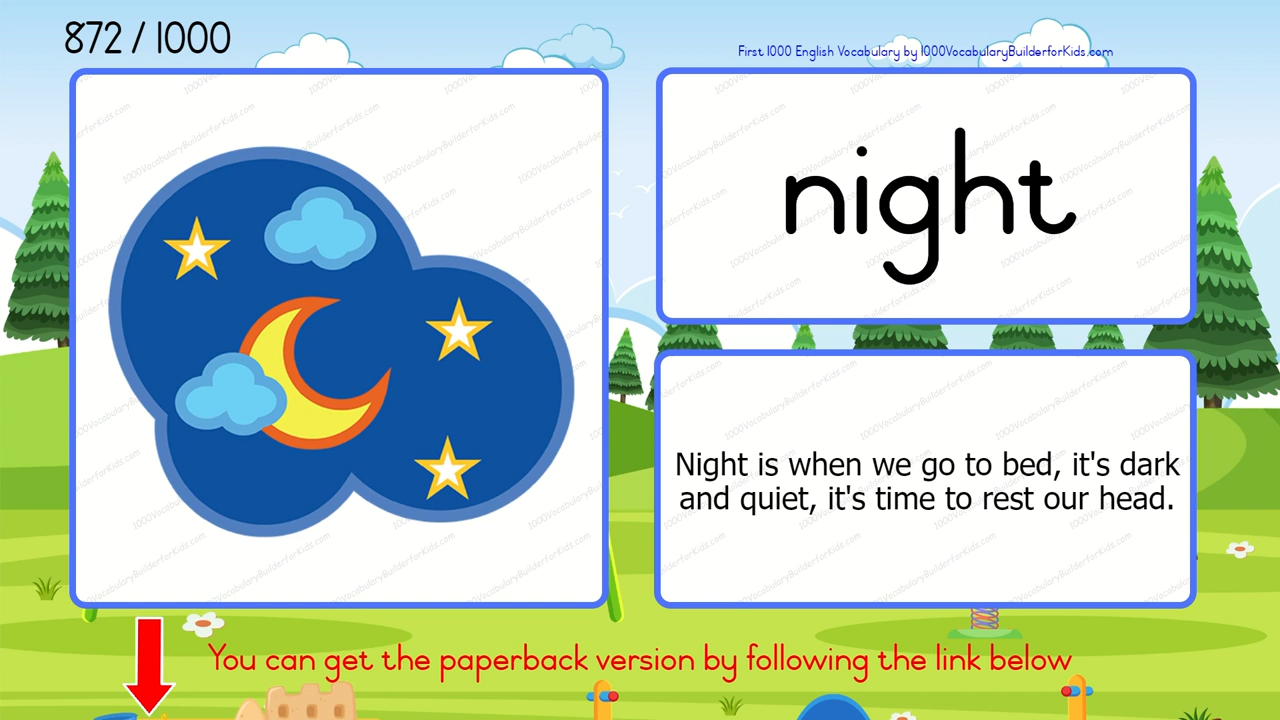 872 / 1000
First 1000 English Vocabulary by 1000VocabularyBuilderforKids.com
night
Night is when we go to bed, it's dark
and quiet, it's time to rest our head.
You can get the paperback version by following the link below
1000VocabularyBuilderforKids.com